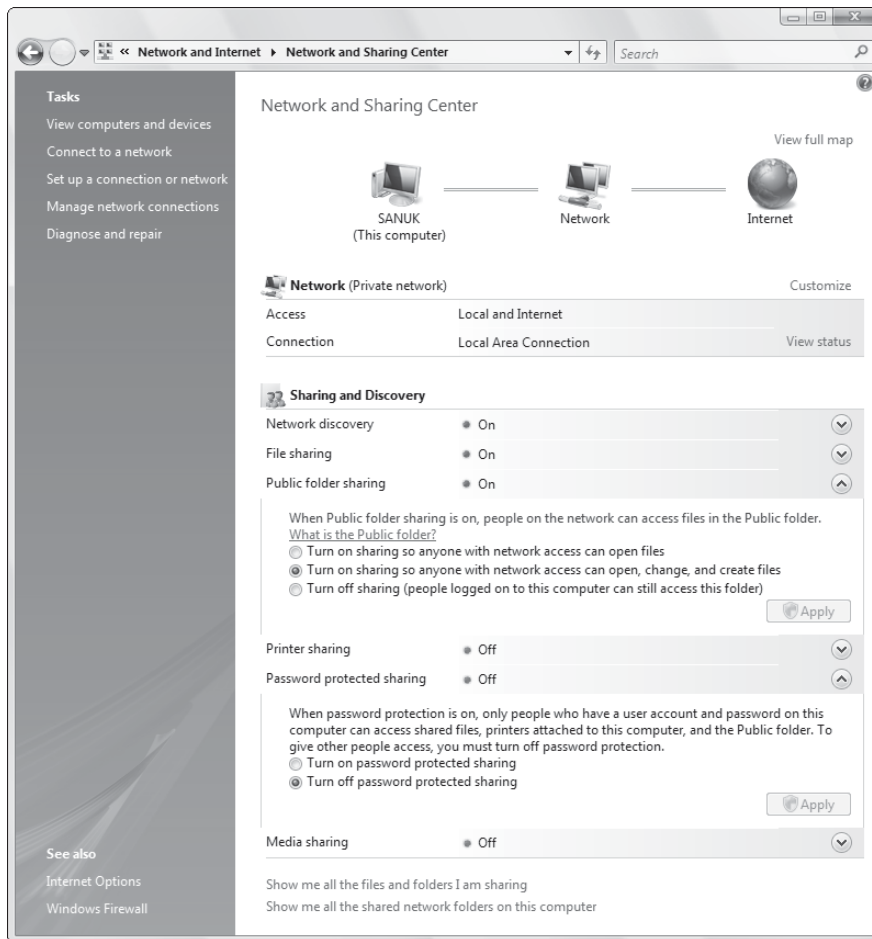 « Network and Internet Network and Sharing Center
Search
Tasks
View computers and devices
Connect to a network
Set up a connection or network
Manage network connections
Diagnose and repair
Network and Sharing Center
View full map
SANUK
(This computer)
Network
Internet
Network (Private network)
Customize
Access Local and Internet
Connection Local Area Connection View status
Sharing and Discovery
Network discovery On
File sharing On
Public folder sharing On
When Public folder sharing is on, people on the network can access files in the Public folder.
What is the Public folder?
Turn on sharing so anyone with network access can open files
Turn on sharing so anyone with network access can open, change, and create files
Turn off sharing (people logged on to this computer can still access this folder)
Apply
Printer sharing Off
Password protected sharing Off
When password protection is on, only people who have a user account and password on this
computer can access shared files, printers attached to this computer, and the Public folder. To
give other people access, you must turn off password protection.
Turn on password protected sharing
Turn off password protected sharing
Apply
Media sharing Off
Show me all the files and folders I am sharing
Show me all the shared network folders on this computer
See also
Internet Options
Windows Firewall